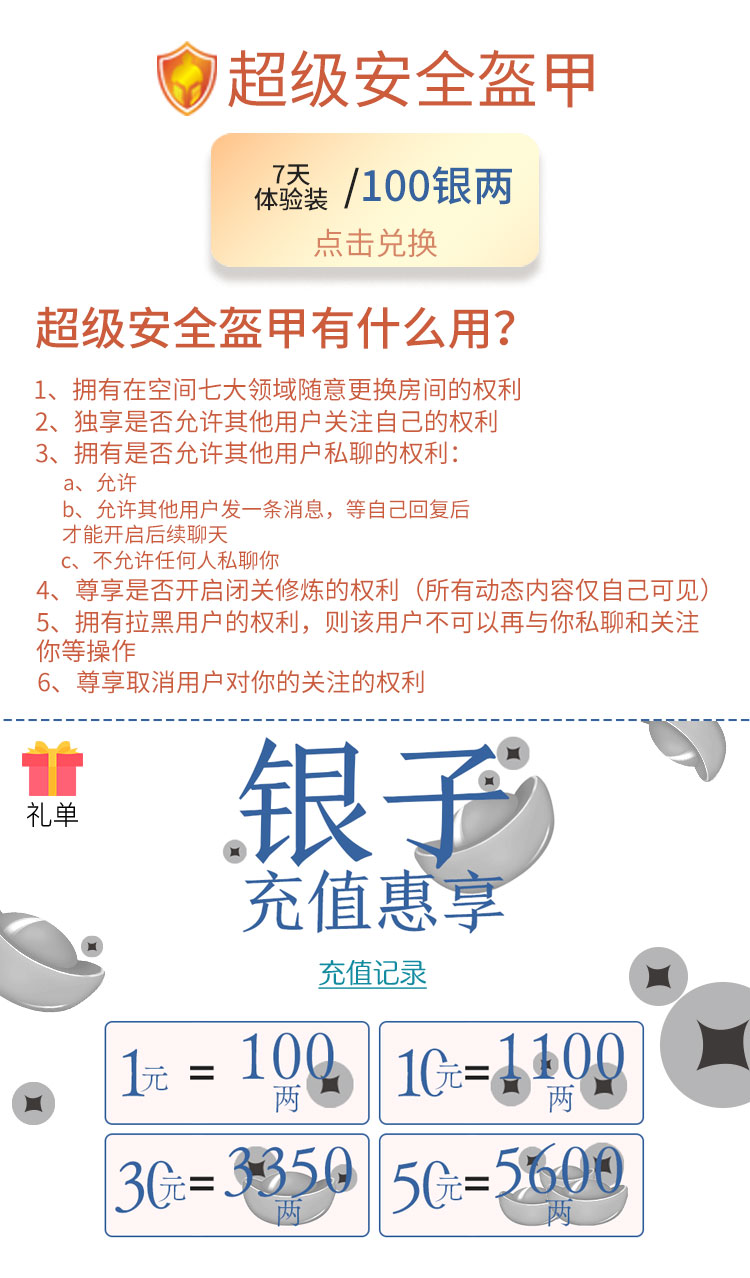 超级安全盔甲
7天
体验装
/100银两
点击兑换
超级安全盔甲有什么用？
1、拥有在空间七大领域随意更换房间的权利
2、独享是否允许其他用户关注自己的权利
3、拥有是否允许其他用户私聊的权利：
a、允许
b、允许其他用户发一条消息，等自己回复后
才能开启后续聊天
c、不允许任何人私聊你
4、尊享是否开启闭关修炼的权利（所有动态内容仅自己可见）
5、拥有拉黑用户的权利，则该用户不可以再与你私聊和关注
你等操作
6、尊享取消用户对你的关注的权利
礼单
银子
充值惠享
充值记录
1元 = 100两
10元=1100两
30元=3350两
50元=5600两